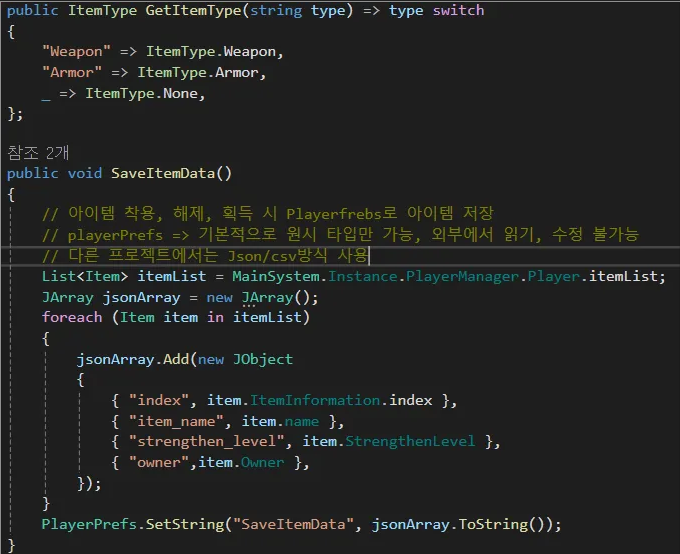 public ItemType GetItemType(string type) => type switch
{
    "Weapon" => ItemType.Weapon,
    "Armor" => ItemType.Armor,
    _ => ItemType.None,
};
참조 2개
public void SaveItemData()
{
    // 아이템 착용, 해제, 획득 시 Playerfrebs로 아이템 저장
    // playerPrefs => 기본적으로 원시 타입만 가능, 외부에서 읽기, 수정 불가능
    // 다른 프로젝트에서는 Json/csv방식 사용
    List<Item> itemList = MainSystem.Instance.PlayerManager.Player.itemList;
    JArray jsonArray = new JArray();
    foreach (Item item in itemList)
    {
        jsonArray.Add(new JObject
        {
            { "index", item.ItemInformation.index },
            { "item_name", item.name },
            { "strengthen_level", item.StrengthenLevel },
            { "owner",item.Owner },
        });
    }
    PlayerPrefs.SetString("SaveItemData", jsonArray.ToString());
}